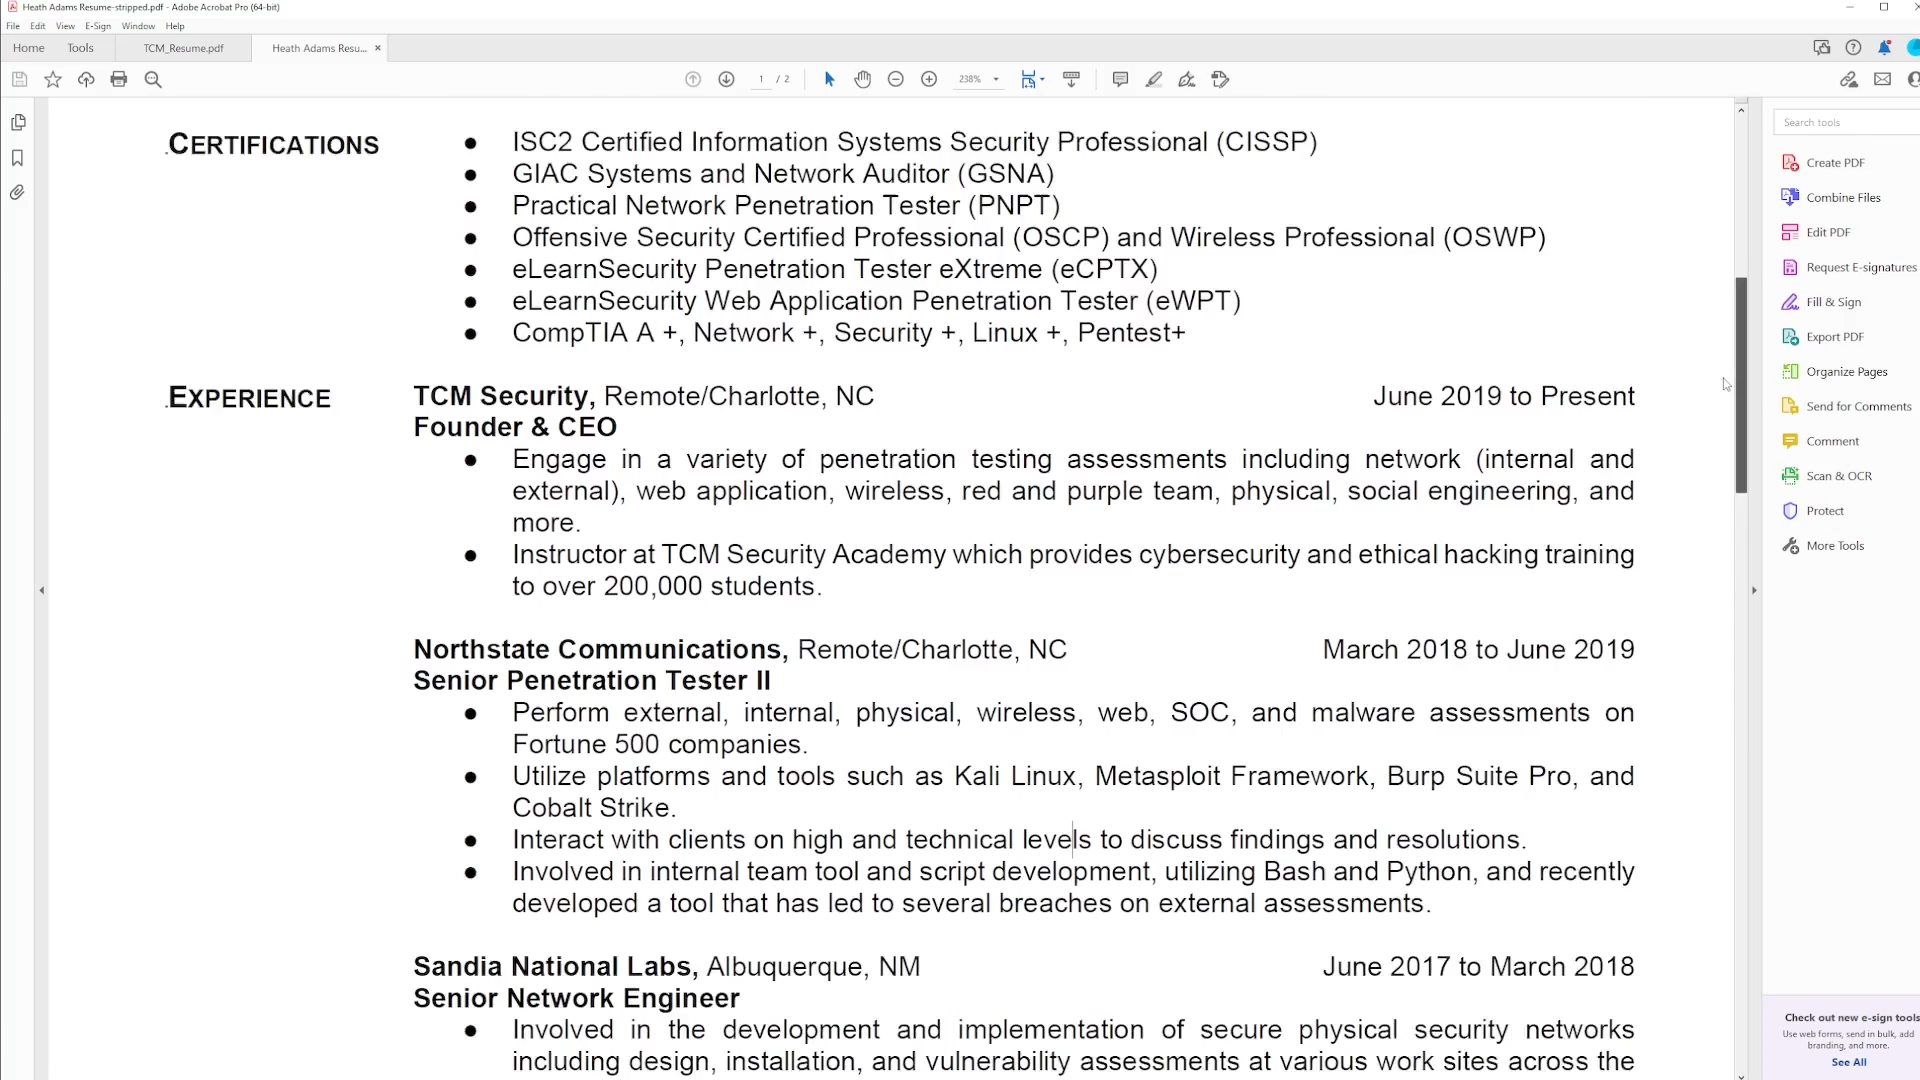 Heath Adams Resume-stripped.pdf - Adobe Acrobat Pro (64-bit)
File Edit View E-Sign Window Help
Home Tools TCM_Resume.pdf Heath Adams Resu... ×
1 / 2 238%
.CERTIFICATIONS
● ISC2 Certified Information Systems Security Professional (CISSP)
● GIAC Systems and Network Auditor (GSNA)
● Practical Network Penetration Tester (PNPT)
● Offensive Security Certified Professional (OSCP) and Wireless Professional (OSWP)
● eLearnSecurity Penetration Tester eXtreme (eCPTX)
● eLearnSecurity Web Application Penetration Tester (eWPT)
● CompTIA A +, Network +, Security +, Linux +, Pentest+
.EXPERIENCE
TCM Security, Remote/Charlotte, NC June 2019 to Present
Founder & CEO
● Engage in a variety of penetration testing assessments including network (internal and
external), web application, wireless, red and purple team, physical, social engineering, and
more.
● Instructor at TCM Security Academy which provides cybersecurity and ethical hacking training
to over 200,000 students.
Northstate Communications, Remote/Charlotte, NC March 2018 to June 2019
Senior Penetration Tester II
● Perform external, internal, physical, wireless, web, SOC, and malware assessments on
Fortune 500 companies.
● Utilize platforms and tools such as Kali Linux, Metasploit Framework, Burp Suite Pro, and
Cobalt Strike.
● Interact with clients on high and technical levels to discuss findings and resolutions.
● Involved in internal team tool and script development, utilizing Bash and Python, and recently
developed a tool that has led to several breaches on external assessments.
Sandia National Labs, Albuquerque, NM June 2017 to March 2018
Senior Network Engineer
● Involved in the development and implementation of secure physical security networks
including design, installation, and vulnerability assessments at various work sites across the
Search tools
Create PDF
Combine Files
Edit PDF
Request E-signatures
Fill & Sign
Export PDF
Organize Pages
Send for Comments
Comment
Scan & OCR
Protect
More Tools
Check out new e-sign tools
Use web forms, send in bulk, add
branding, and more.
See All